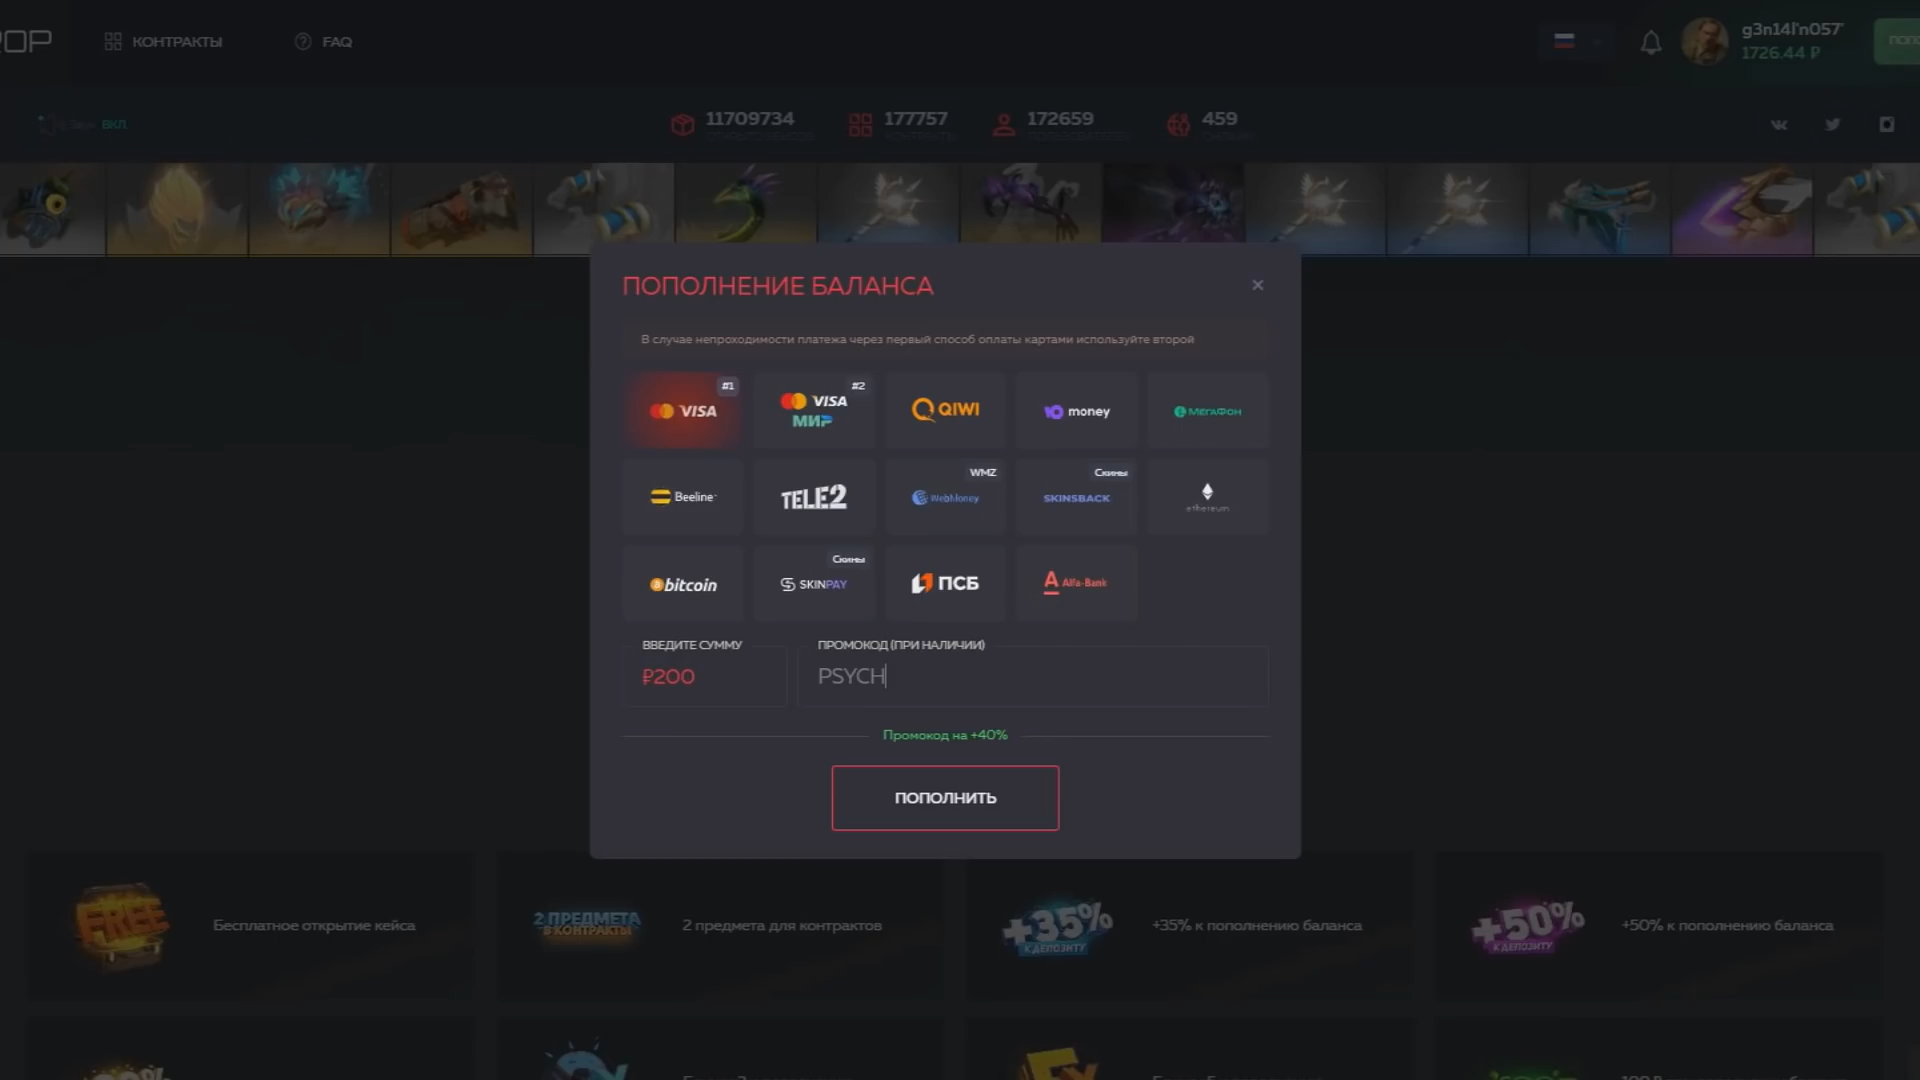 ROP
КОНТРАКТЫ
FAQ
g3n14l'n057'
1726.44 ₽
ВКЛ
11709734
177757
172659
459
ПОПОЛНЕНИЕ БАЛАНСА
В случае непроходимости платежа через первый способ оплаты картами используйте второй
#1
VISA
#2
VISA
МИР
QIWI
Ю money
МЕГАФОН
Beeline
TELE2
WMZ
WebMoney
Скины
SKINSBACK
ethereum
bitcoin
Скины
SKINPAY
ПСБ
Alfa-Bank
ВВЕДИТЕ СУММУ
₽200
ПРОМОКОД (ПРИ НАЛИЧИИ)
PSYCH
Промокод на +40%
ПОПОЛНИТЬ
FREE
Бесплатное открытие кейса
2 ПРЕДМЕТА
В КОНТРАКТЫ
2 предмета для контрактов
+35%
К ДЕПОЗИТУ
+35% к пополнению баланса
+50%
К ДЕПОЗИТУ
+50% к пополнению баланса